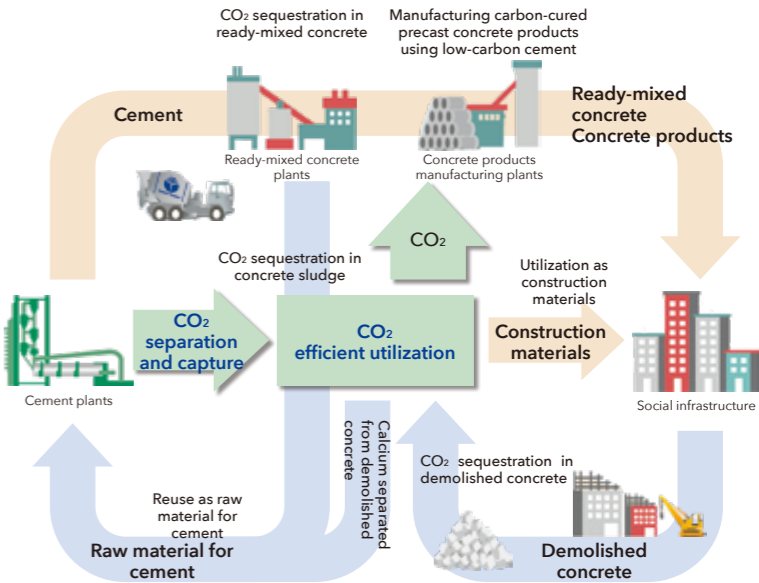 CO₂ sequestration in
ready-mixed concrete
Manufacturing carbon-cured
precast concrete products
using low-carbon cement
Cement
Ready-mixed
concrete
Concrete products
Ready-mixed concrete
plants
Concrete products
manufacturing plants
CO₂
CO₂ sequestration in
concrete sludge
Utilization as
construction
materials
CO₂
separation
and capture
CO₂
efficient utilization
Construction
materials
Cement plants
Social infrastructure
Calcium separated
from demolished
concrete
CO₂ sequestration in
demolished concrete
Reuse as raw
material for
cement
Raw material for
cement
Demolished
concrete